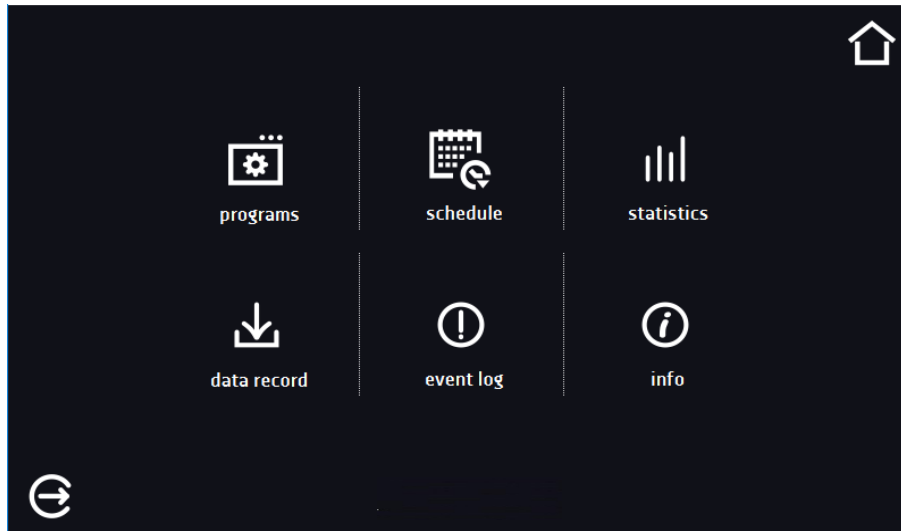 programs
schedule
statistics
data record
event log
info